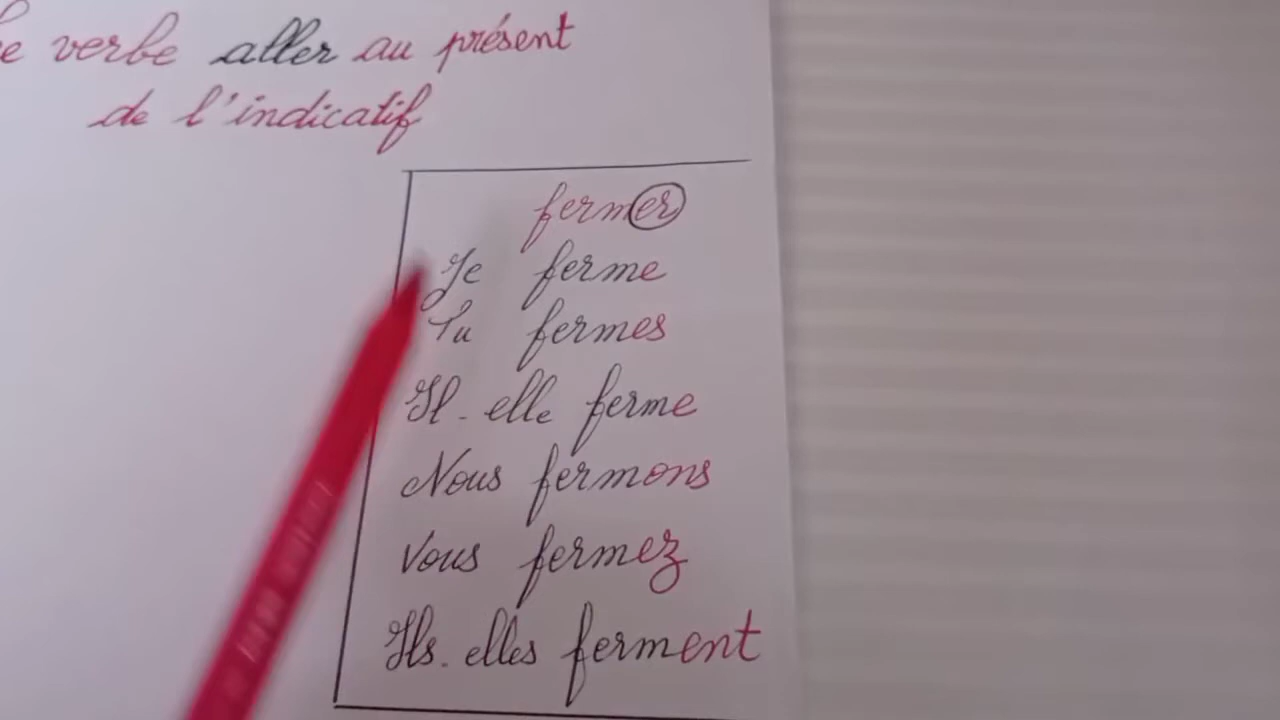 e verbe aller au présent
de l'indicatif
fermer
Je ferme
Tu fermes
Il - elle ferme
Nous fermons
Vous fermez
Ils - elles ferment